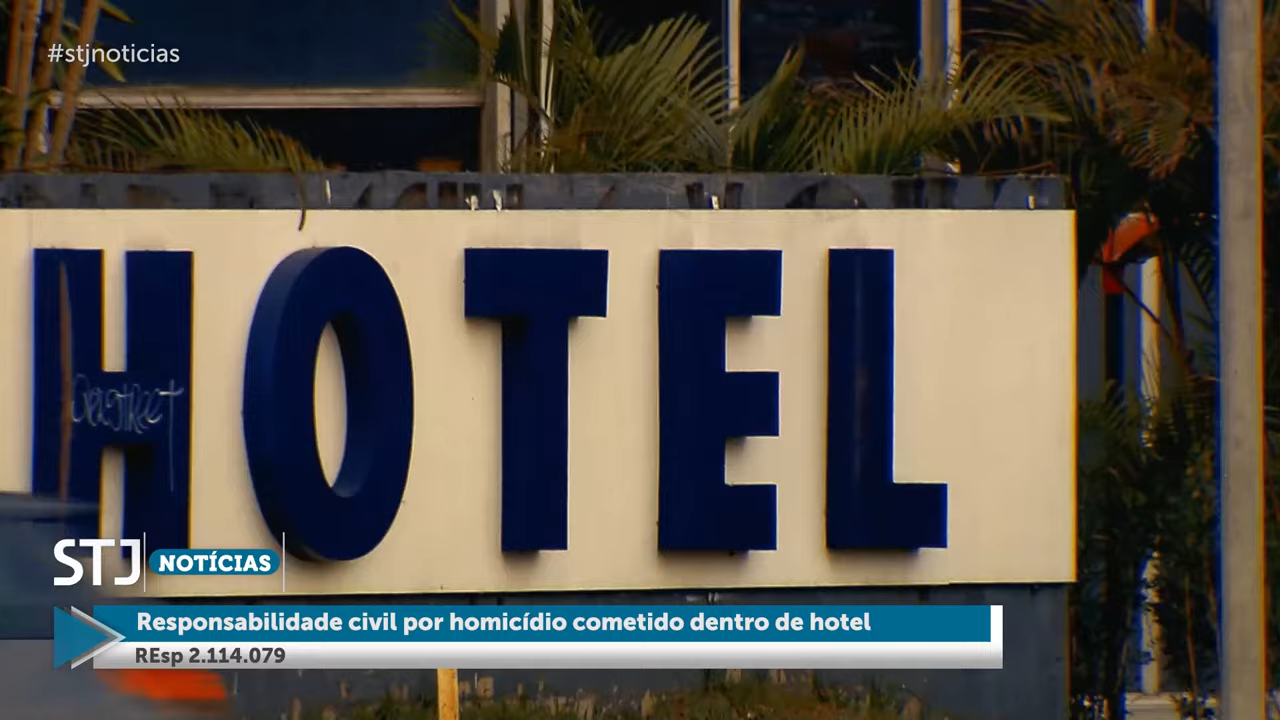 #stjnoticias
HOTEL
STJ NOTÍCIAS
Responsabilidade civil por homicídio cometido dentro de hotel
REsp 2.114.079